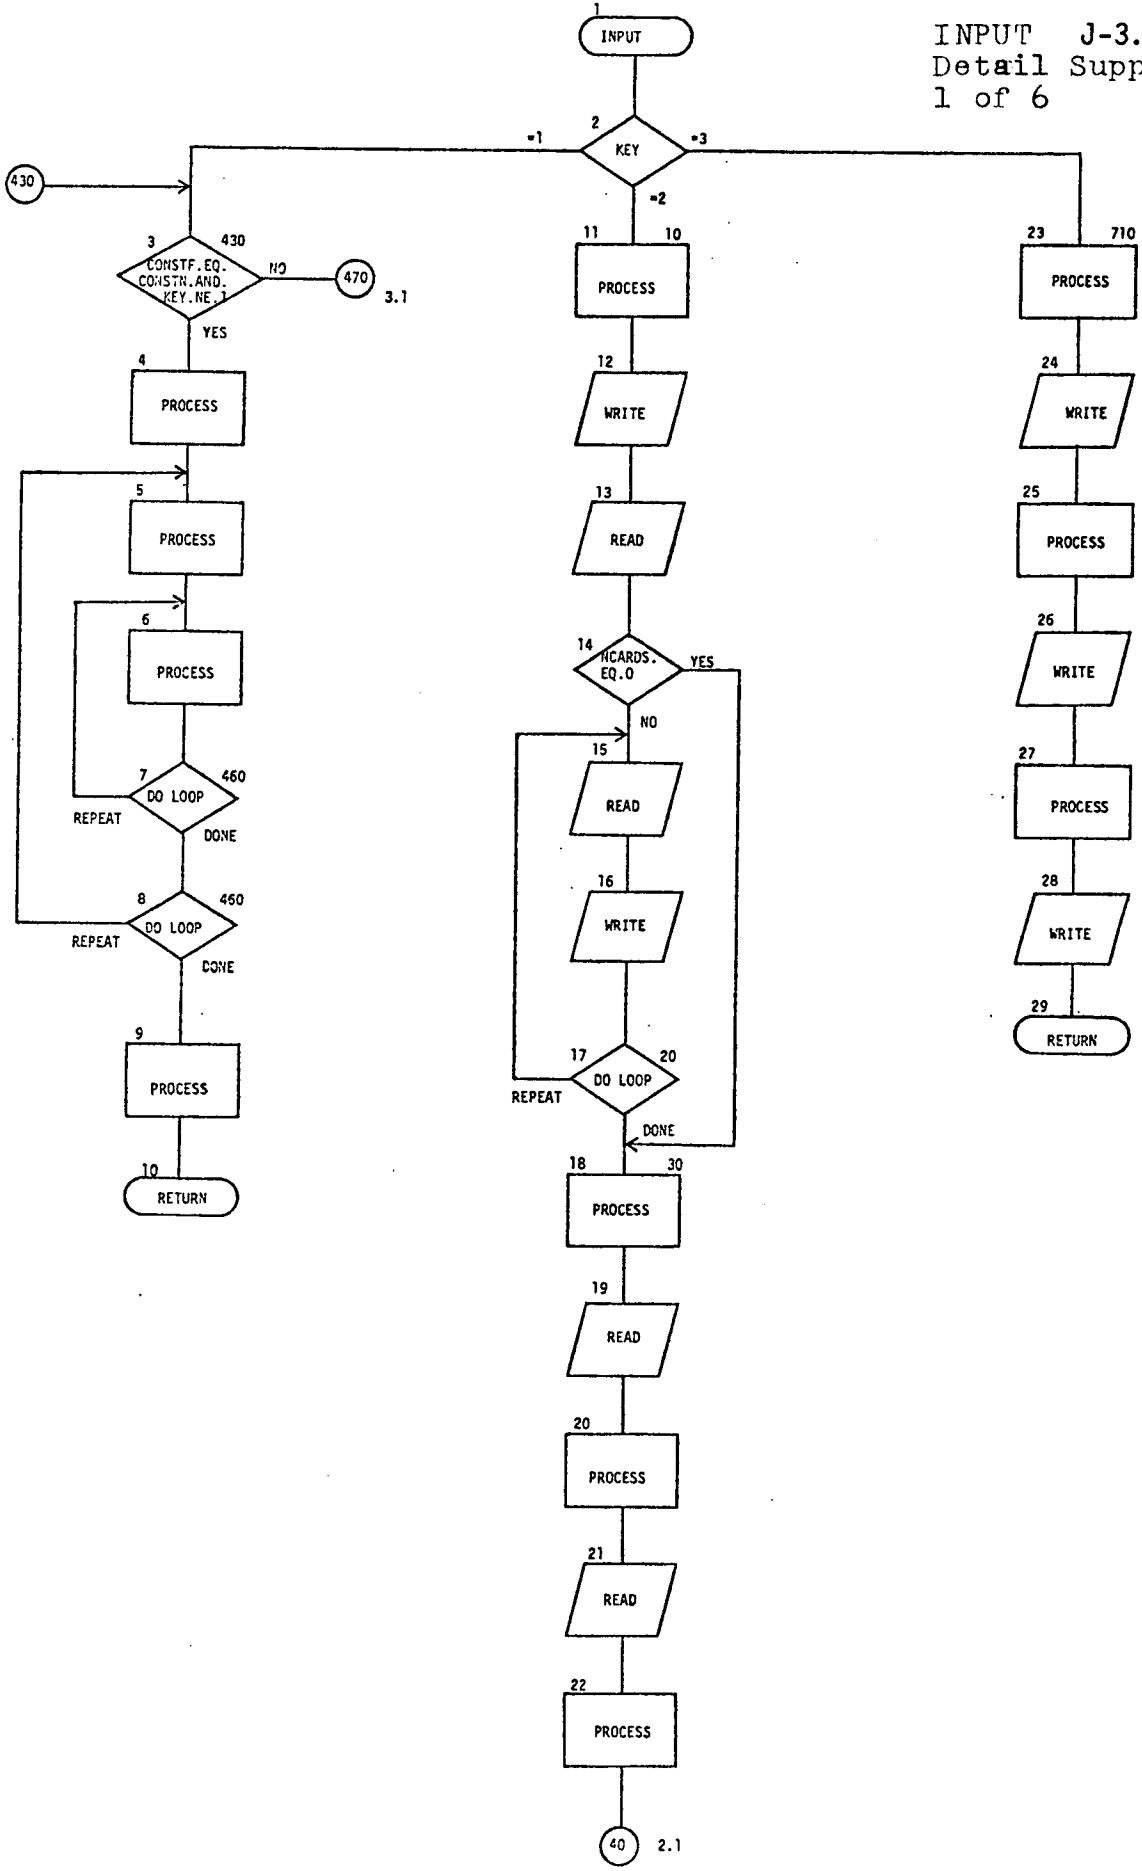 1
INPUT
INPUT J-3.
Detail Supp
1 of 6
2
KEY
=1
=3
=2
430
3 430
CONSTF.EQ.
CONSTN.AND.
KEY.NE.1
NO
470
3.1
YES
4
PROCESS
5
PROCESS
6
PROCESS
7 460
DO LOOP
REPEAT
DONE
8 460
DO LOOP
REPEAT
DONE
9
PROCESS
10
RETURN
11 10
PROCESS
12
WRITE
13
READ
14
NCARDS.
EQ.0
YES
NO
15
READ
16
WRITE
17 20
DO LOOP
REPEAT
DONE
18 30
PROCESS
19
READ
20
PROCESS
21
READ
22
PROCESS
40
2.1
23 710
PROCESS
24
WRITE
25
PROCESS
26
WRITE
27
PROCESS
28
WRITE
29
RETURN